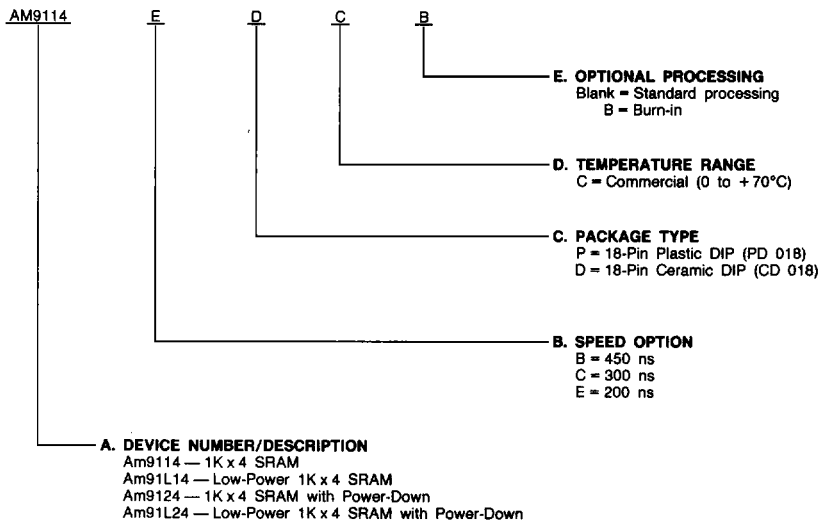 AM9114 E D C B
E. OPTIONAL PROCESSING
Blank = Standard processing
B = Burn-in
D. TEMPERATURE RANGE
C = Commercial (0 to +70°C)
C. PACKAGE TYPE
P = 18-Pin Plastic DIP (PD 018)
D = 18-Pin Ceramic DIP (CD 018)
B. SPEED OPTION
B = 450 ns
C = 300 ns
E = 200 ns
A. DEVICE NUMBER/DESCRIPTION
Am9114 — 1K x 4 SRAM
Am91L14 — Low-Power 1K x 4 SRAM
Am9124 — 1K x 4 SRAM with Power-Down
Am91L24 — Low-Power 1K x 4 SRAM with Power-Down